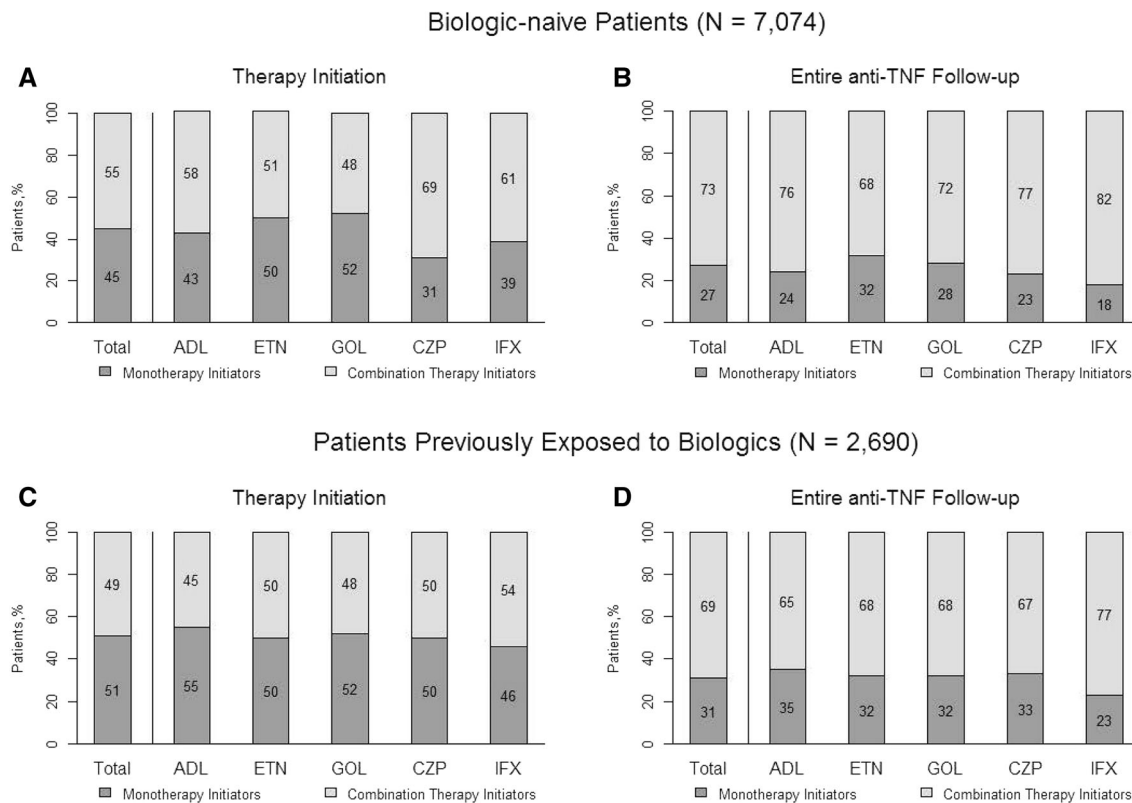 Biologic-naive Patients (N = 7,074)
A
Therapy Initiation
Patients,%
0 20 40 60 80 100
55 58 51 48 69 61
45 43 50 52 31 39
Total ADL ETN GOL CZP IFX
Monotherapy Initiators Combination Therapy Initiators
B
Entire anti-TNF Follow-up
Patients,%
0 20 40 60 80 100
73 76 68 72 77 82
27 24 32 28 23 18
Total ADL ETN GOL CZP IFX
Monotherapy Initiators Combination Therapy Initiators
Patients Previously Exposed to Biologics (N = 2,690)
C
Therapy Initiation
Patients,%
0 20 40 60 80 100
49 45 50 48 50 54
51 55 50 52 50 46
Total ADL ETN GOL CZP IFX
Monotherapy Initiators Combination Therapy Initiators
D
Entire anti-TNF Follow-up
Patients,%
0 20 40 60 80 100
69 65 68 68 67 77
31 35 32 32 33 23
Total ADL ETN GOL CZP IFX
Monotherapy Initiators Combination Therapy Initiators